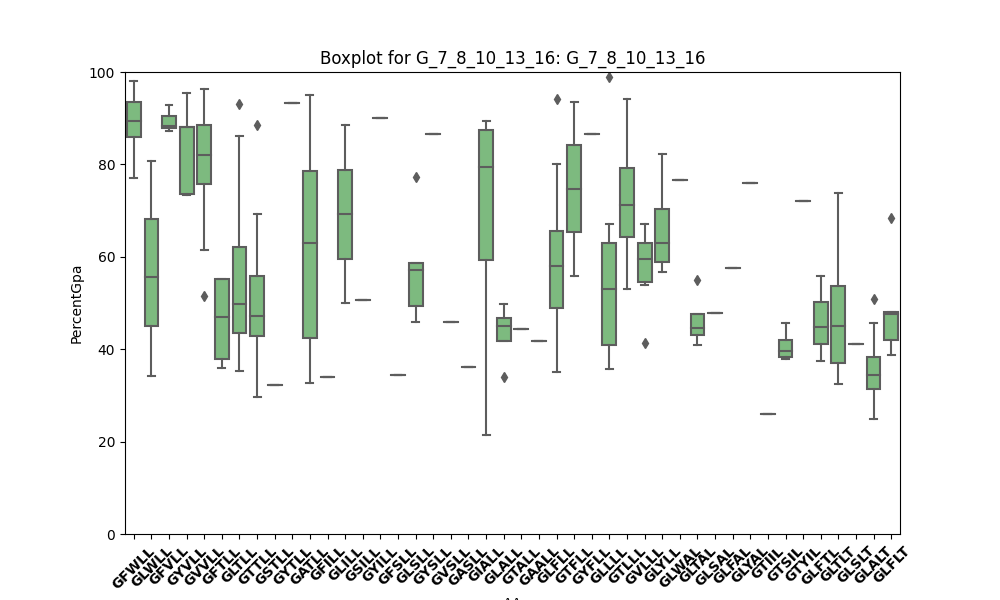 Boxplot for G_7_8_10_13_16: G_7_8_10_13_16
PercentGpa
100
80
60
40
20
0
GFWLL
GLWLL
GFVLL
GYVLL
GVVLL
GFTLL
GLTLL
GTTLL
GSTLL
GYTLL
GATLL
GFILL
GLILL
GSILL
GYILL
GFSLL
GLSLL
GYSLL
GVSLL
GASLL
GIALL
GLALL
GTALL
GAALL
GLFLL
GTFLL
GYFLL
GLLLL
GTLLL
GVLLL
GLYLL
GLWAL
GLTAL
GLSAL
GLFAL
GLYAL
GTIIL
GTSIL
GTYIL
GLFTL
GLTLT
GLSLT
GLALT
GLFLT